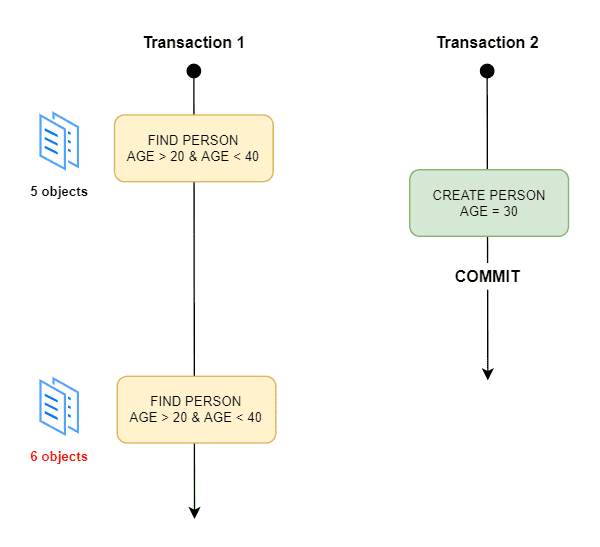 Transaction 1
Transaction 2
FIND PERSON
AGE > 20 & AGE < 40
5 objects
CREATE PERSON
AGE = 30
COMMIT
FIND PERSON
AGE > 20 & AGE < 40
6 objects